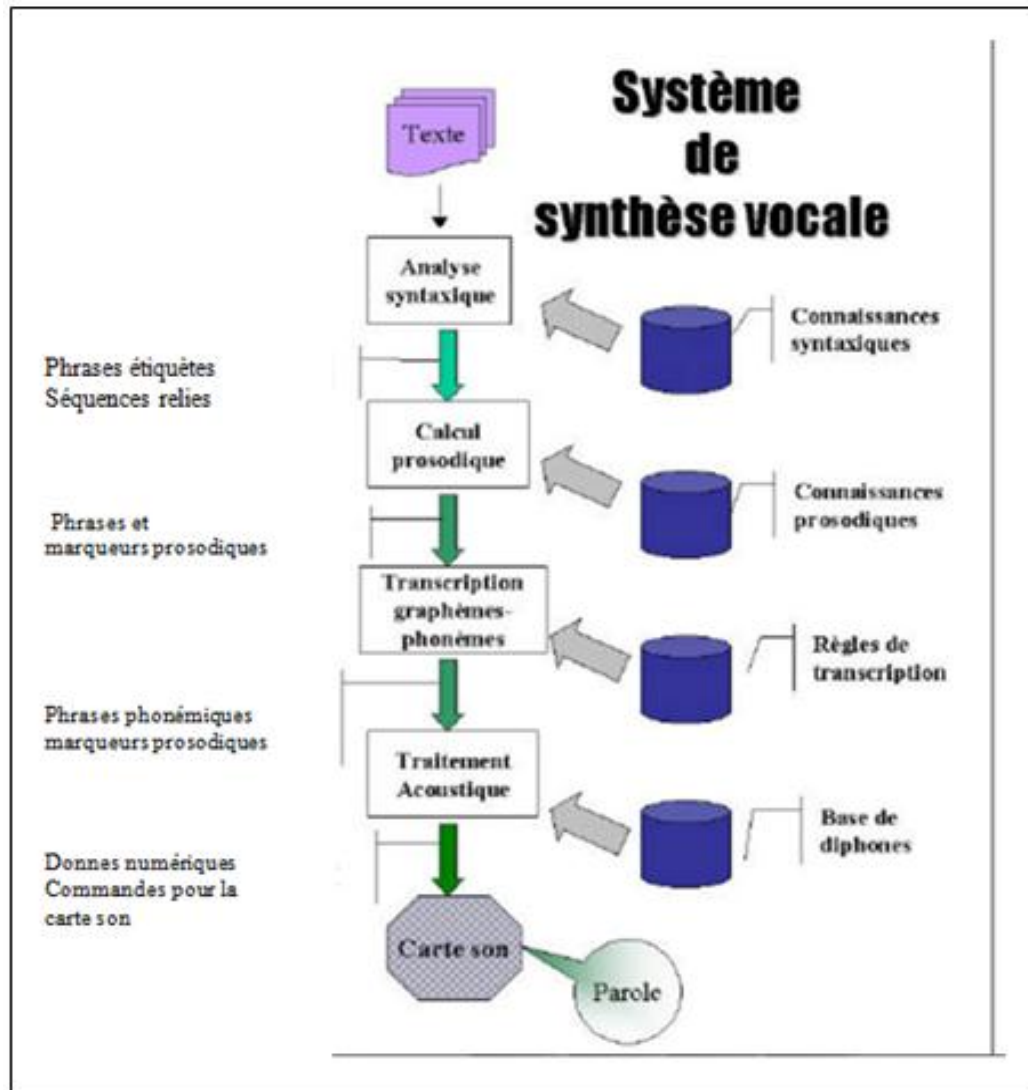 Système
de
synthèse vocale
Texte
Analyse
syntaxique
Connaissances
syntaxiques
Phrases étiquètes
Séquences relies
Calcul
prosodique
Connaissances
prosodiques
Phrases et
marqueurs prosodiques
Transcription
graphèmes-
phonèmes
Règles de
transcription
Phrases phonémiques
marqueurs prosodiques
Traitement
Acoustique
Base de
diphones
Donnes numériques
Commandes pour la
carte son
Carte son
Parole